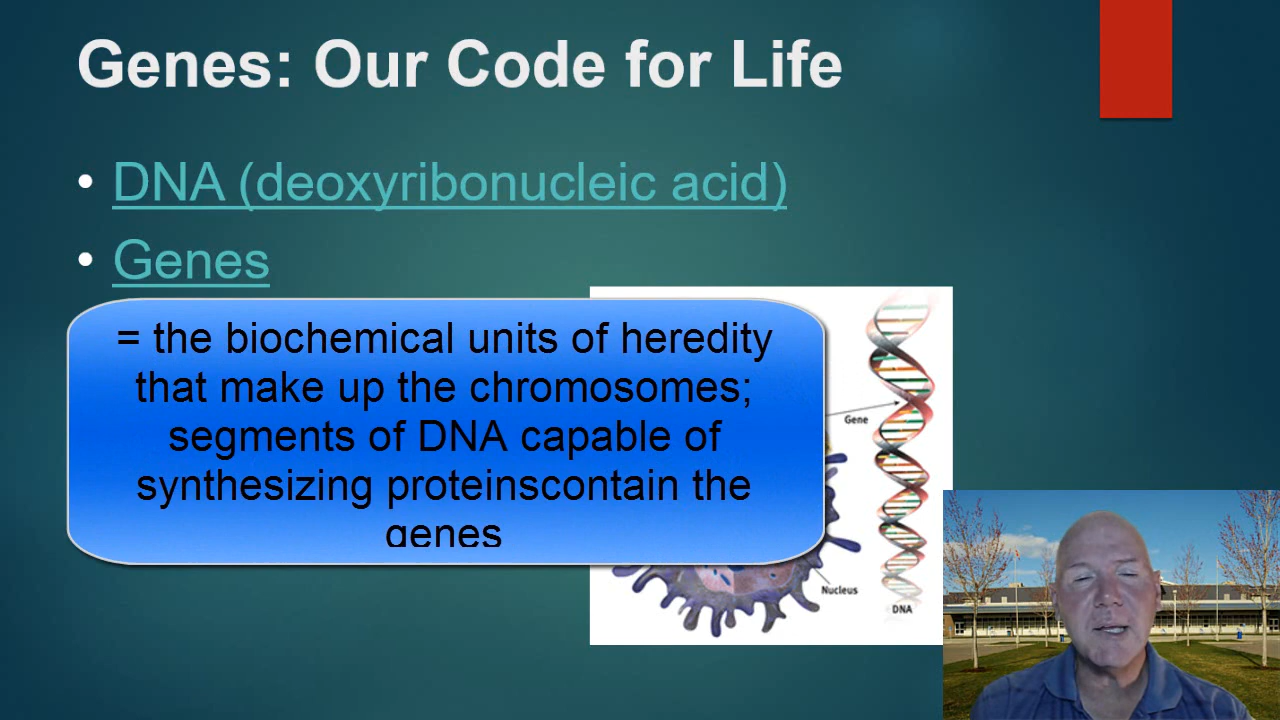 Genes: Our Code for Life
• DNA (deoxyribonucleic acid)
• Genes
= the biochemical units of heredity
that make up the chromosomes;
segments of DNA capable of
synthesizing proteinscontain the
genes
Gene
Nucleus
DNA